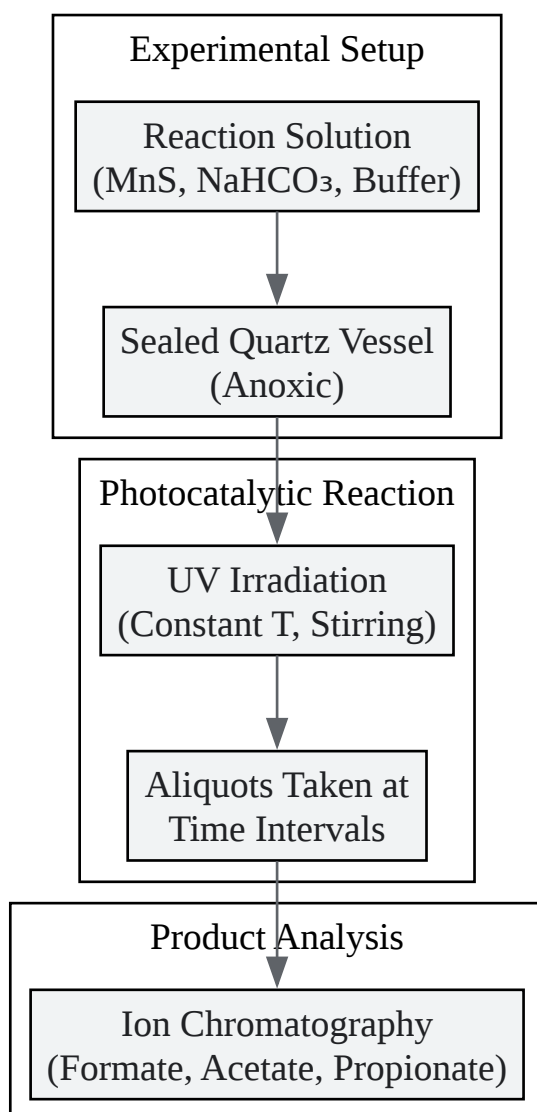 Experimental Setup
Reaction Solution
(MnS, NaHCO₃, Buffer)
Sealed Quartz Vessel
(Anoxic)
Photocatalytic Reaction
UV Irradiation
(Constant T, Stirring)
Aliquots Taken at
Time Intervals
Product Analysis
Ion Chromatography
(Formate, Acetate, Propionate)